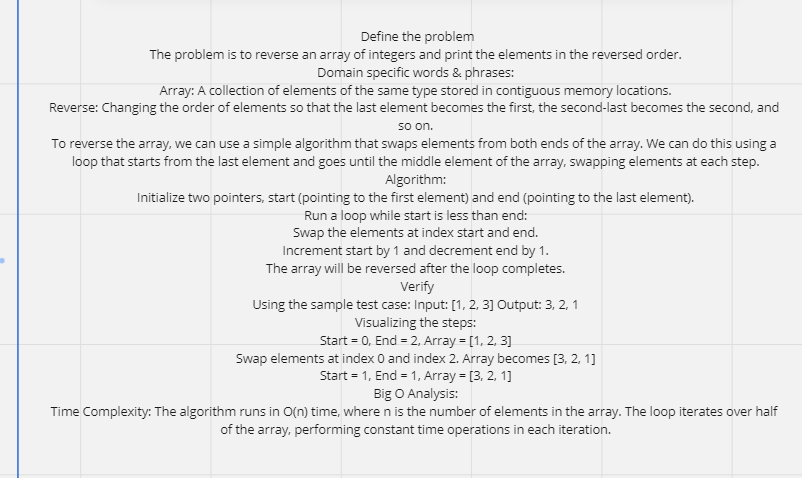 Define the problem
The problem is to reverse an array of integers and print the elements in the reversed order.
Domain specific words & phrases:
Array: A collection of elements of the same type stored in contiguous memory locations.
Reverse: Changing the order of elements so that the last element becomes the first, the second-last becomes the second, and
so on.
To reverse the array, we can use a simple algorithm that swaps elements from both ends of the array. We can do this using a
loop that starts from the last element and goes until the middle element of the array, swapping elements at each step.
Algorithm:
Initialize two pointers, start (pointing to the first element) and end (pointing to the last element).
Run a loop while start is less than end:
Swap the elements at index start and end.
Increment start by 1 and decrement end by 1.
The array will be reversed after the loop completes.
Verify
Using the sample test case: Input: [1, 2, 3] Output: 3, 2, 1
Visualizing the steps:
Start = 0, End = 2, Array = [1, 2, 3]
Swap elements at index 0 and index 2. Array becomes [3, 2, 1]
Start = 1, End = 1, Array = [3, 2, 1]
Big O Analysis:
Time Complexity: The algorithm runs in O(n) time, where n is the number of elements in the array. The loop iterates over half
of the array, performing constant time operations in each iteration.